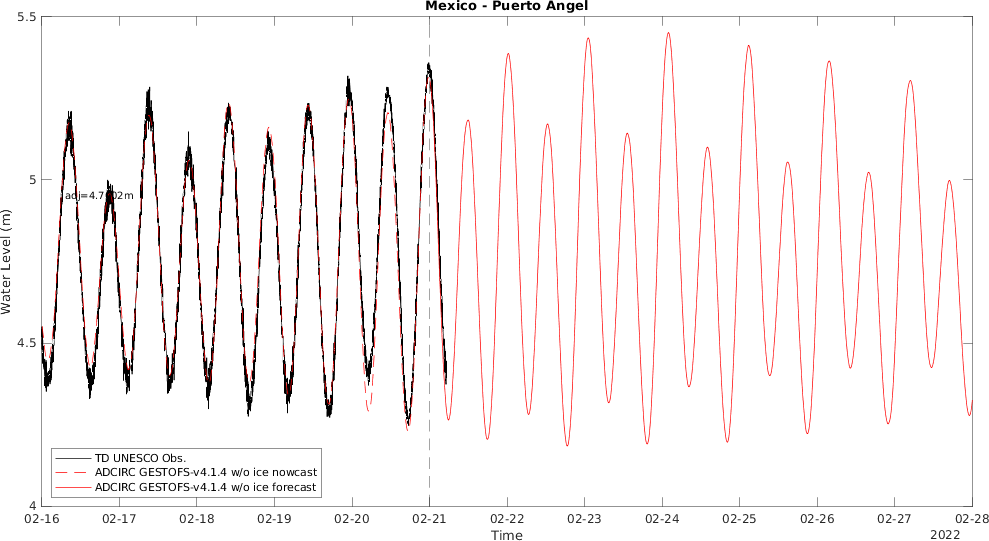 Mexico - Puerto Angel
5.5
5
4.5
4
Water Level (m)
TD UNESCO Obs.
ADCIRC GESTOFS-v4.1.4 w/o ice nowcast
ADCIRC GESTOFS-v4.1.4 w/o ice forecast
02-16 02-17 02-18 02-19 02-20 02-21 02-22 02-23 02-24 02-25 02-26 02-27 02-28
Time
2022